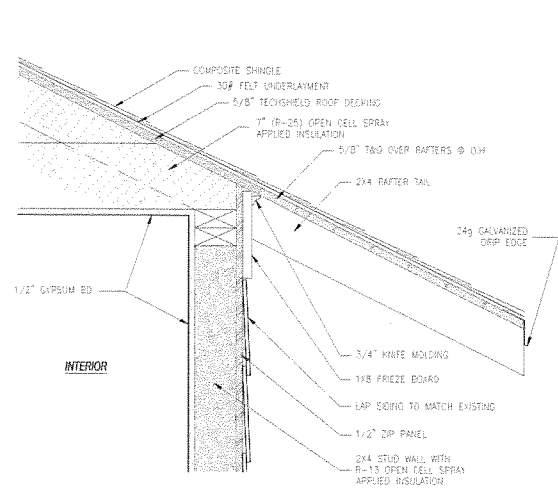 COMPOSITE SHINGLE
30# FELT UNDERLAYMENT
5/8" TECHSHIELD ROOF DECKING
7" (R-25) OPEN CELL SPRAY
APPLIED INSULATION
5/8" T&G OVER RAFTERS @ O.H
2X4 RAFTER TAIL
24g GALVANIZED
DRIP EDGE
1/2" GYPSUM BD
INTERIOR
3/4" KNIFE MOLDING
1X8 FRIEZE BOARD
LAP SIDING TO MATCH EXISTING
1/2" ZIP PANEL
2X4 STUD WALL WITH
R-13 OPEN CELL SPRAY
APPLIED INSULATION